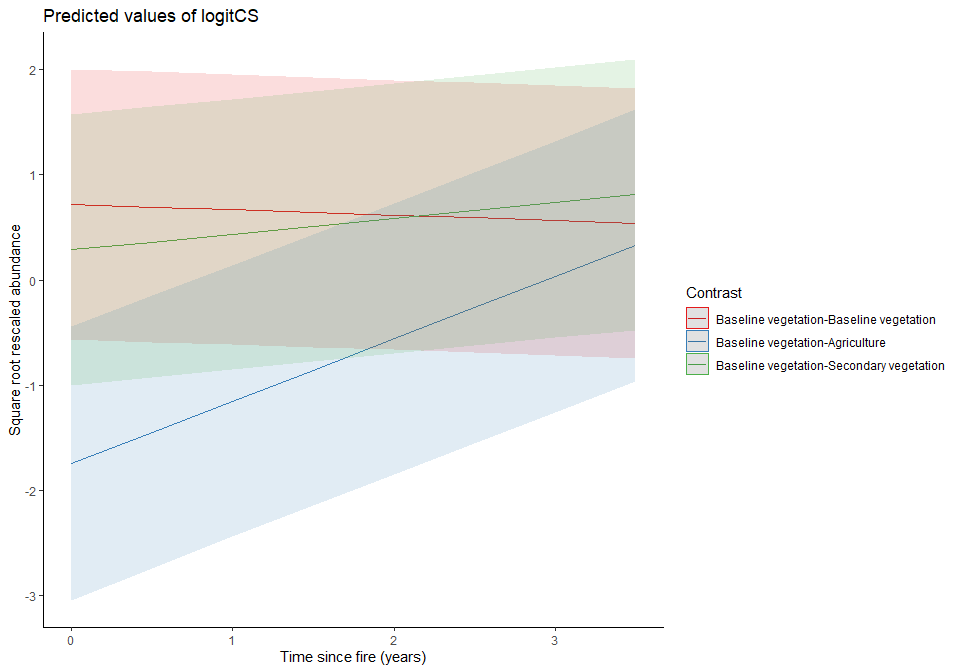 Predicted values of logitCS
Square root rescaled abundance
2
1
0
-1
-2
-3
0
1
2
3
Time since fire (years)
Contrast
Baseline vegetation-Baseline vegetation
Baseline vegetation-Agriculture
Baseline vegetation-Secondary vegetation